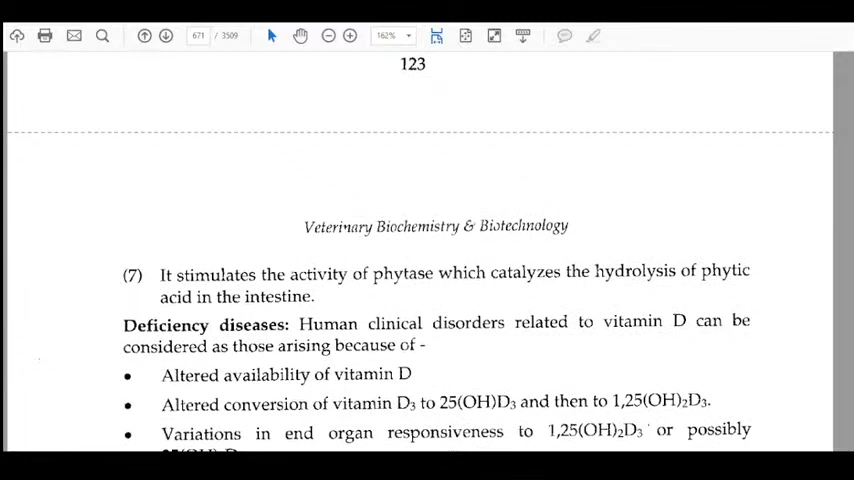 671 / 3509
162%
123
Veterinary Biochemistry & Biotechnology
(7) It stimulates the activity of phytase which catalyzes the hydrolysis of phytic
acid in the intestine.
Deficiency diseases: Human clinical disorders related to vitamin D can be
considered as those arising because of -
• Altered availability of vitamin D
• Altered conversion of vitamin D₃ to 25(OH)D₃ and then to 1,25(OH)₂D₃.
• Variations in end organ responsiveness to 1,25(OH)₂D₃ or possibly